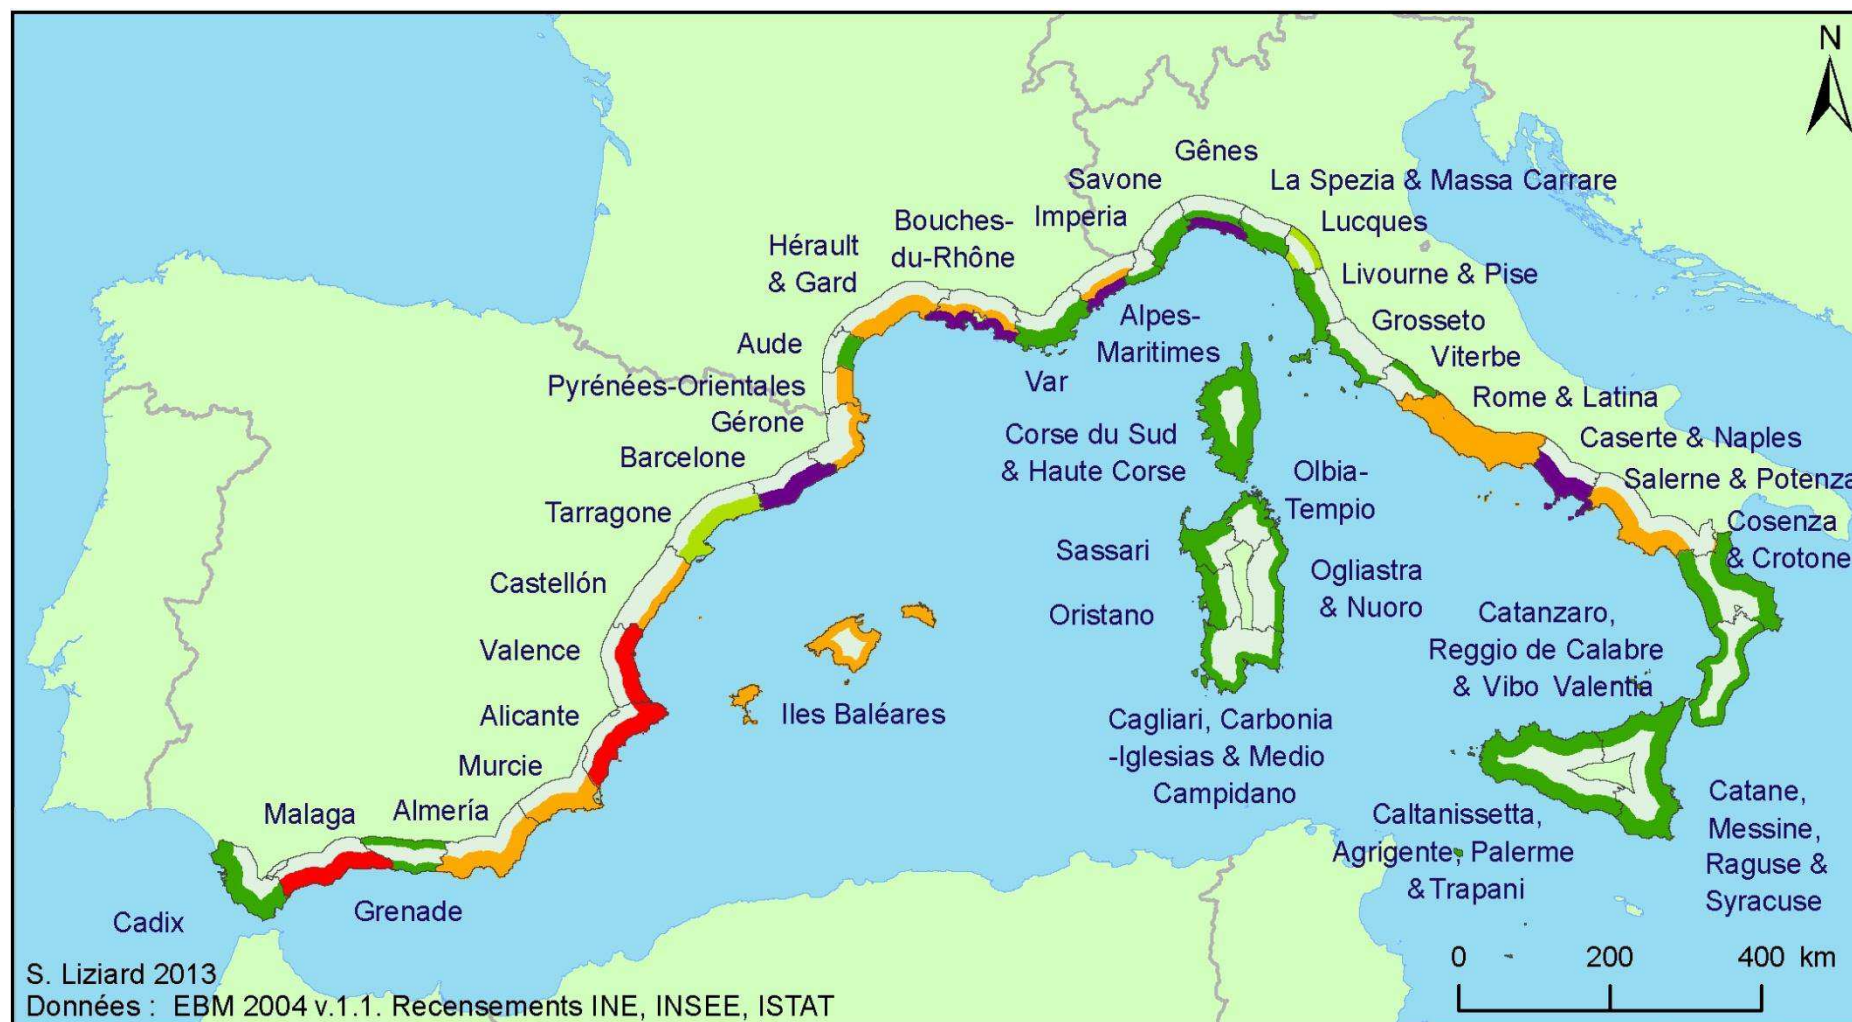 N
Gênes
Savone
La Spezia & Massa Carrare
Imperia
Lucques
Bouches-
du-Rhône
Hérault
& Gard
Livourne & Pise
Alpes-
Maritimes
Grosseto
Viterbe
Aude
Var
Pyrénées-Orientales
Rome & Latina
Gérone
Corse du Sud
& Haute Corse
Caserte & Naples
Barcelone
Olbia-
Tempio
Salerne & Potenza
Tarragone
Cosenza
& Crotone
Sassari
Castellón
Ogliastra
& Nuoro
Oristano
Catanzaro,
Reggio de Calabre
& Vibo Valentia
Valence
Alicante
Iles Baléares
Cagliari, Carbonia
-Iglesias & Medio
Campidano
Murcie
Malaga
Almería
Caltanissetta,
Agrigente, Palerme
& Trapani
Catane,
Messine,
Raguse &
Syracuse
Grenade
Cadix
0 200 400 km
S. Liziard 2013
Données : EBM 2004 v.1.1. Recensements INE, INSEE, ISTAT